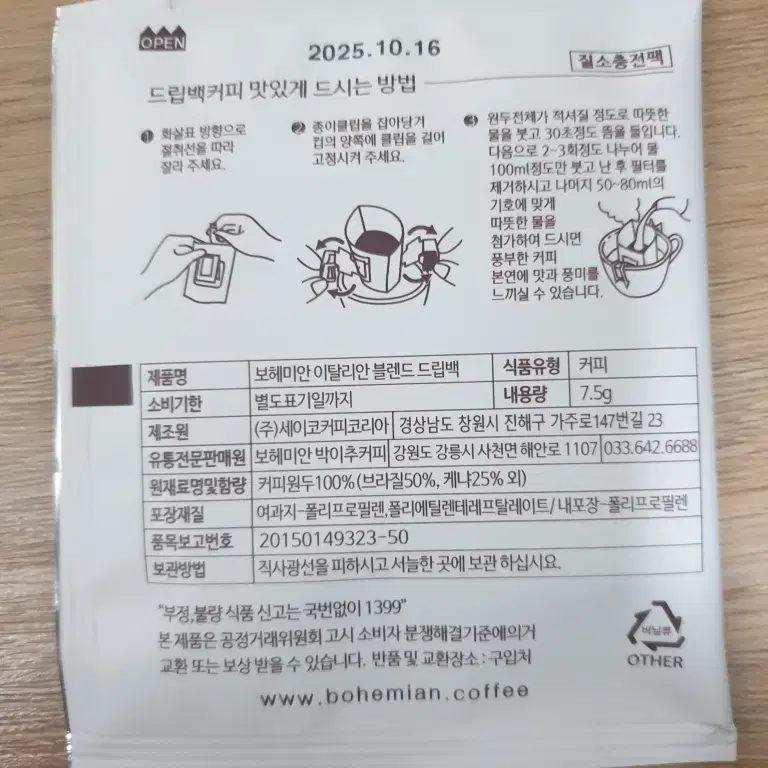 OPEN
2025.10.16
질소충전팩
드립백커피 맛있게 드시는 방법
❶ 화살표 방향으로
절취선을 따라
잘라 주세요.
❷ 종이클립을 잡아당겨
컵의 양쪽에 클립을 걸어
고정시켜 주세요.
❸ 원두전체가 적셔질 정도로 따뜻한
물을 붓고 30초정도 뜸을 들입니다.
다음으로 2~3회정도 나누어 물
100ml정도만 붓고 난 후 필터를
제거하시고 나머지 50~80ml의
기호에 맞게
따뜻한 물을
첨가하여 드시면
풍부한 커피
본연에 맛과 풍미를
느끼실 수 있습니다.
제품명 보헤미안 이탈리안 블렌드 드립백 식품유형 커피
소비기한 별도표기일까지 내용량 7.5g
제조원 (주)세이코커피코리아 경상남도 창원시 진해구 가주로147번길 23
유통전문판매원 보헤미안 박이추커피 강원도 강릉시 사천면 해안로 1107 033.642.6688
원재료명및함량 커피원두100%(브라질50%, 케냐25% 외)
포장재질 여과지-폴리프로필렌,폴리에틸렌테레프탈레이트/ 내포장-폴리프로필렌
품목보고번호 20150149323-50
보관방법 직사광선을 피하시고 서늘한 곳에 보관 하십시요.
"부정,불량 식품 신고는 국번없이 1399"
본 제품은 공정거래위원회 고시 소비자 분쟁해결기준에의거
교환 또는 보상 받을 수 있습니다. 반품 및 교환장소 : 구입처
비닐류
OTHER
www.bohemian.coffee